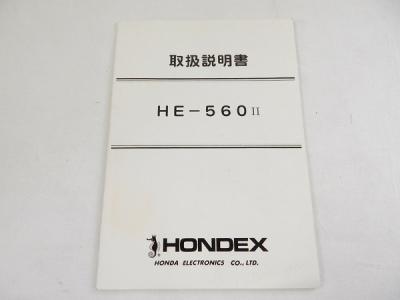 取扱説明書
HE-560II
HONDEX
HONDA ELECTRONICS CO., LTD.